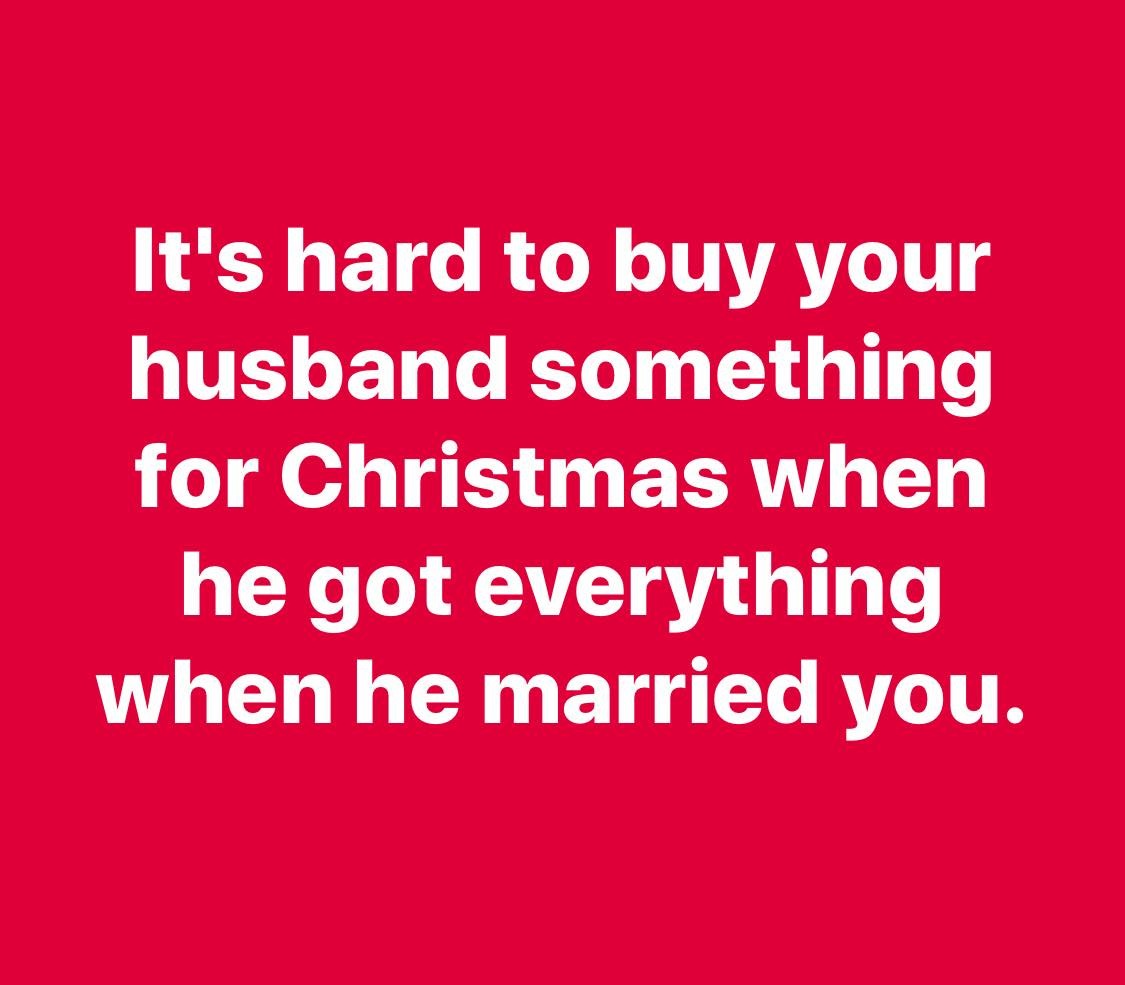 It's hard to buy your
husband something
for Christmas when
he got everything
when he married you.